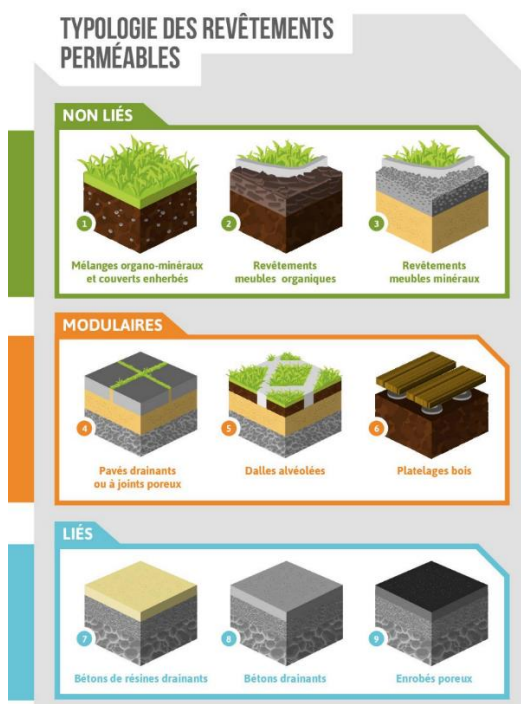 TYPOLOGIE DES REVÊTEMENTS
PERMÉABLES
NON LIÉS
1
2
3
Mélanges organo-minéraux
et couverts enherbés
Revêtements
meubles organiques
Revêtements
meubles minéraux
MODULAIRES
4
5
6
Pavés drainants
ou à joints poreux
Dalles alvéolées
Platelages bois
LIÉS
7
8
9
Bétons de résines drainants
Bétons drainants
Enrobés poreux